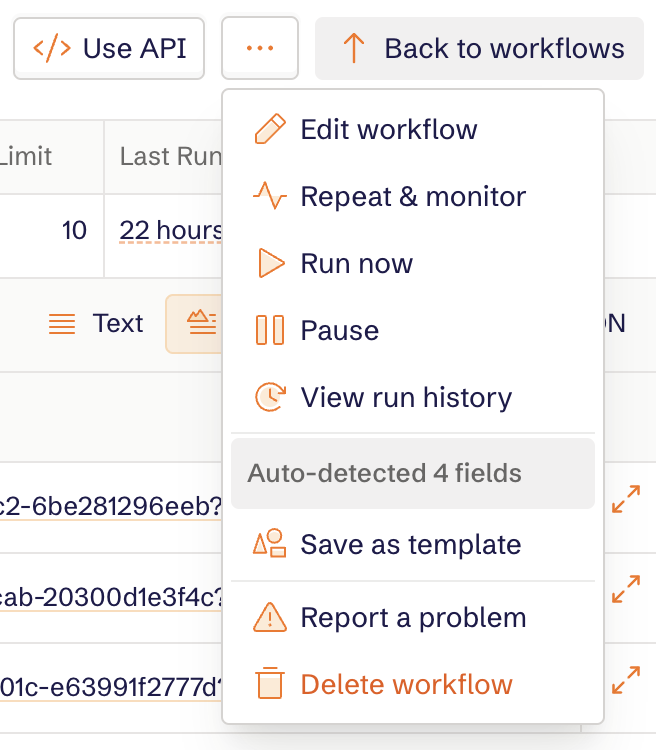 Use API
Back to workflows
Limit
Last Run
10
22 hours
Text
Edit workflow
Repeat & monitor
Run now
Pause
View run history
Auto-detected 4 fields
Save as template
Report a problem
Delete workflow
c2-6be281296eeb?
cab-20300d1e3f4c?
01c-e63991f2777d?